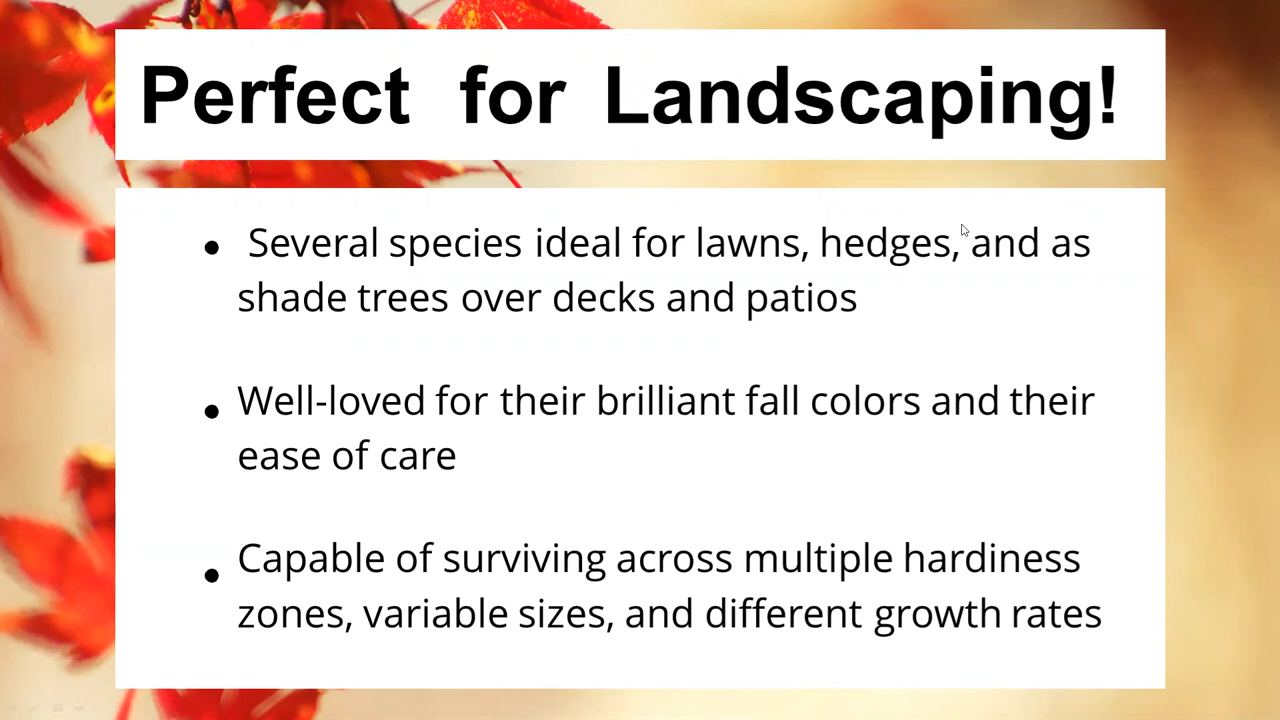 Perfect for Landscaping!
• Several species ideal for lawns, hedges, and as
shade trees over decks and patios
• Well-loved for their brilliant fall colors and their
ease of care
• Capable of surviving across multiple hardiness
zones, variable sizes, and different growth rates